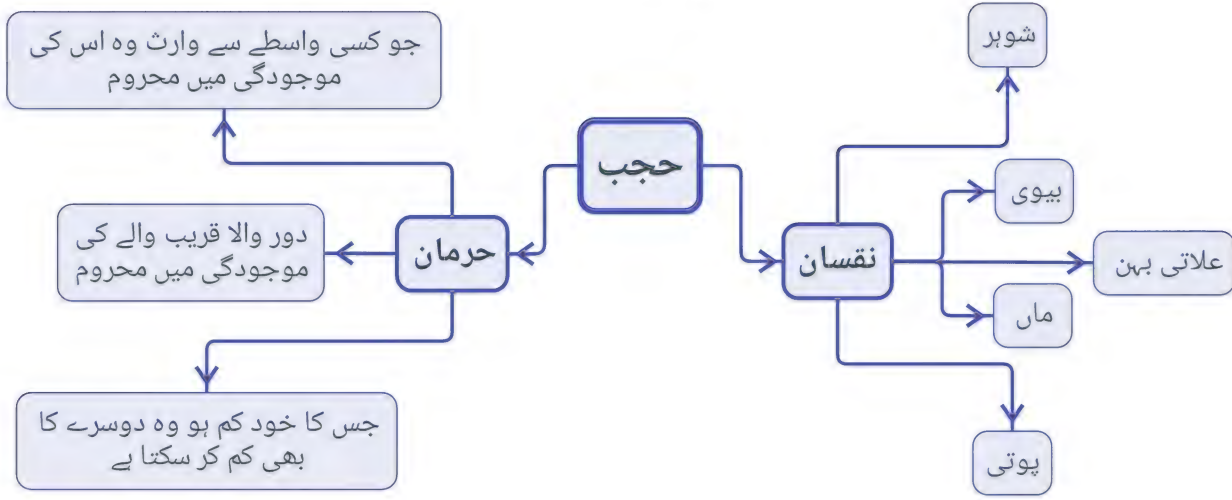 حجب
نقسان
شوہر
بیوی
علاتی بہن
ماں
پوتی
حرمان
جو کسی واسطے سے وارث وہ اس کی
موجودگی میں محروم
دور والا قریب والے کی
موجودگی میں محروم
جس کا خود کم ہو وہ دوسرے کا
بھی کم کر سکتا ہے